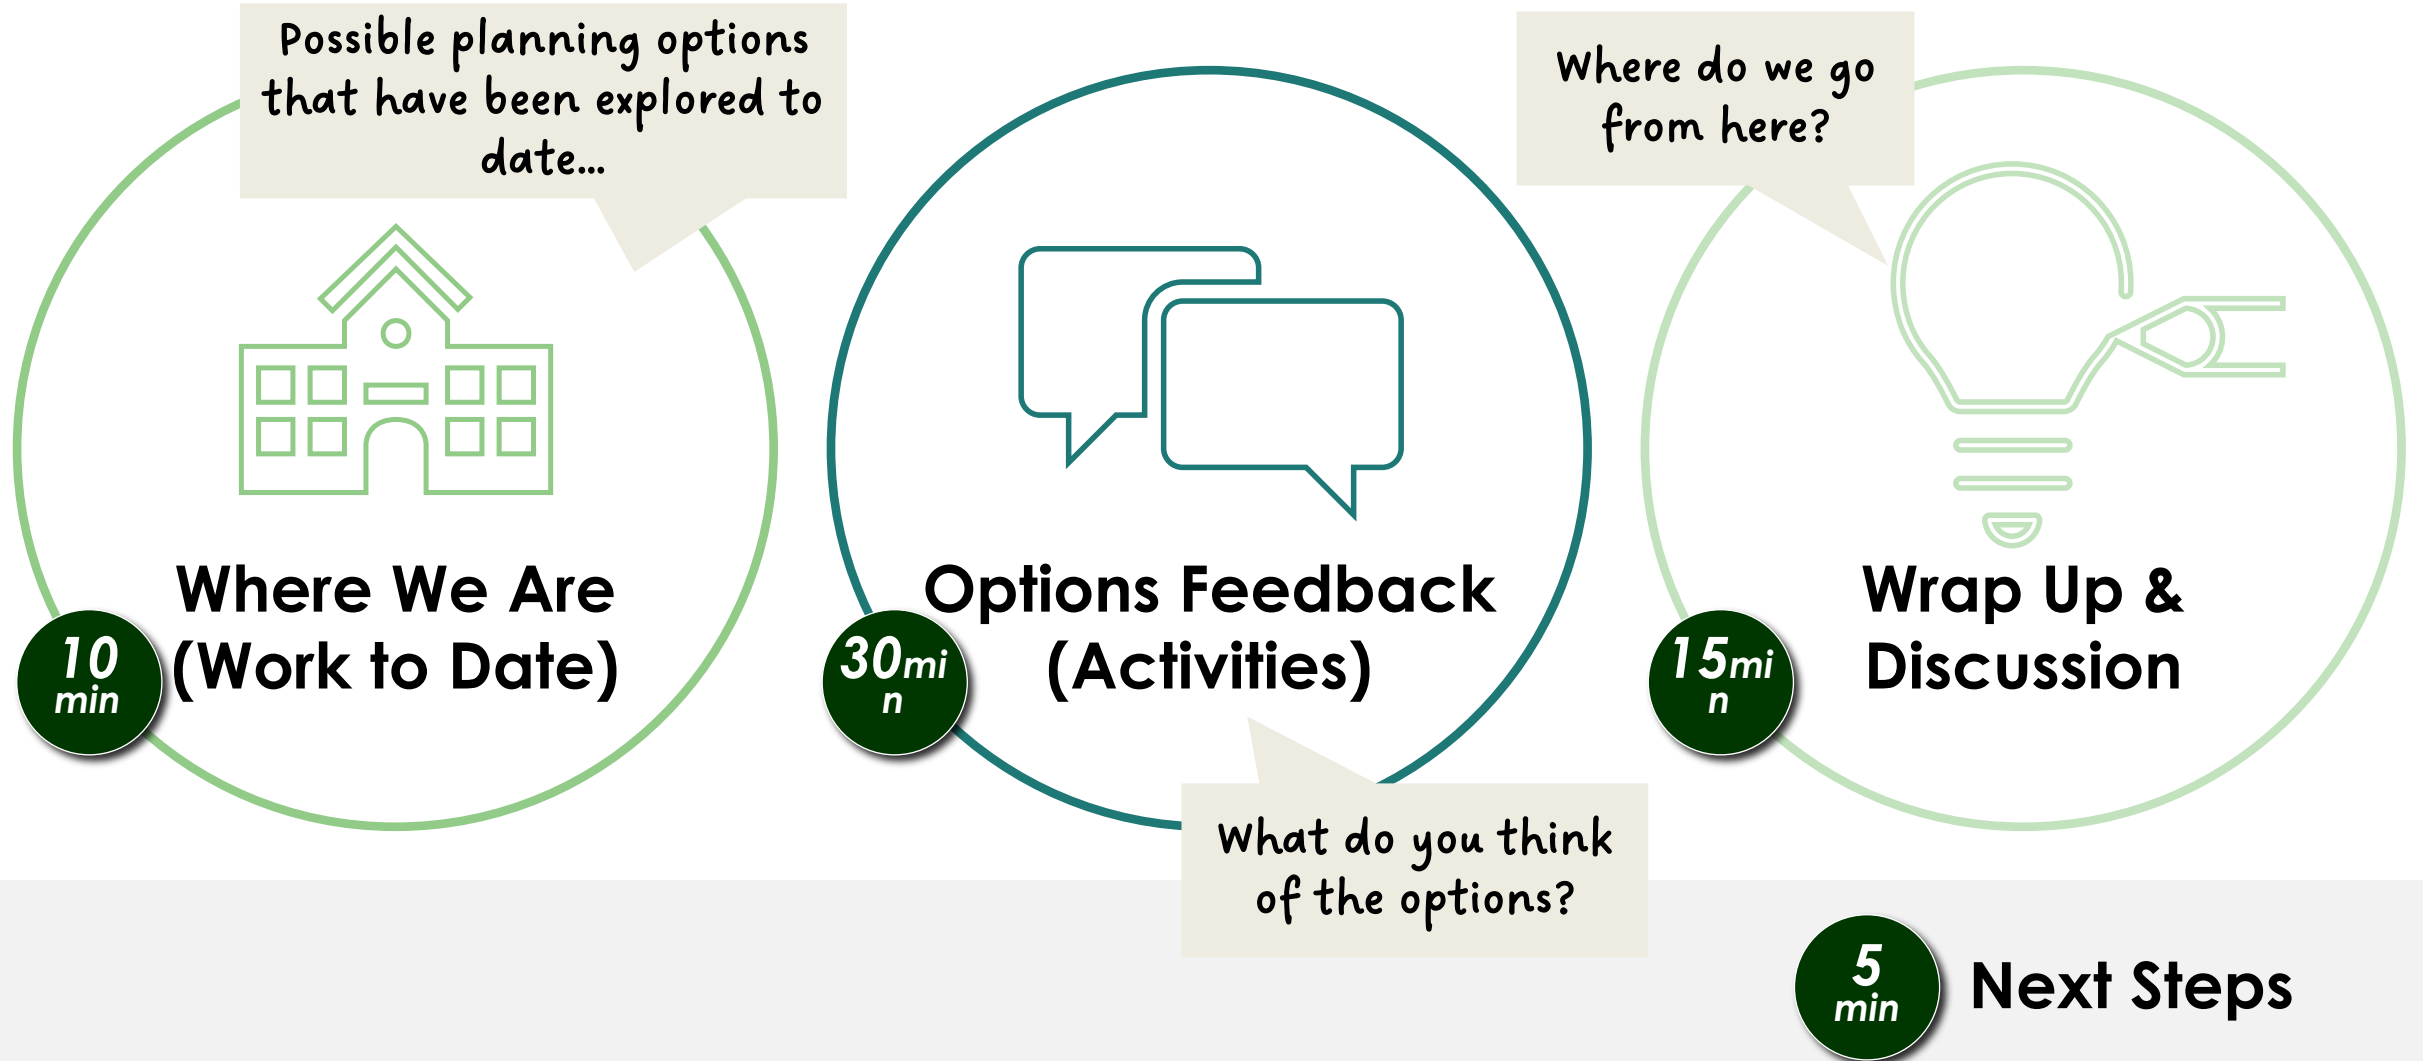 Possible planning options
that have been explored to
date...
Where We Are
(Work to Date)
10
min
Options Feedback
(Activities)
30mi
n
What do you think
of the options?
Where do we go
from here?
Wrap Up &
Discussion
15mi
n
5
min
Next Steps